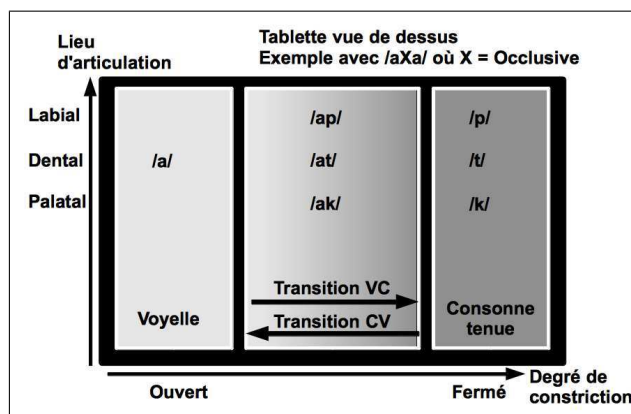 Lieu
d'articulation
Tablette vue de dessus
Exemple avec /aXa/ où X = Occlusive
Labial /ap/ /p/
Dental /a/ /at/ /t/
Palatal /ak/ /k/
Transition VC
Voyelle Transition CV Consonne
tenue
Ouvert Fermé Degré de
constriction